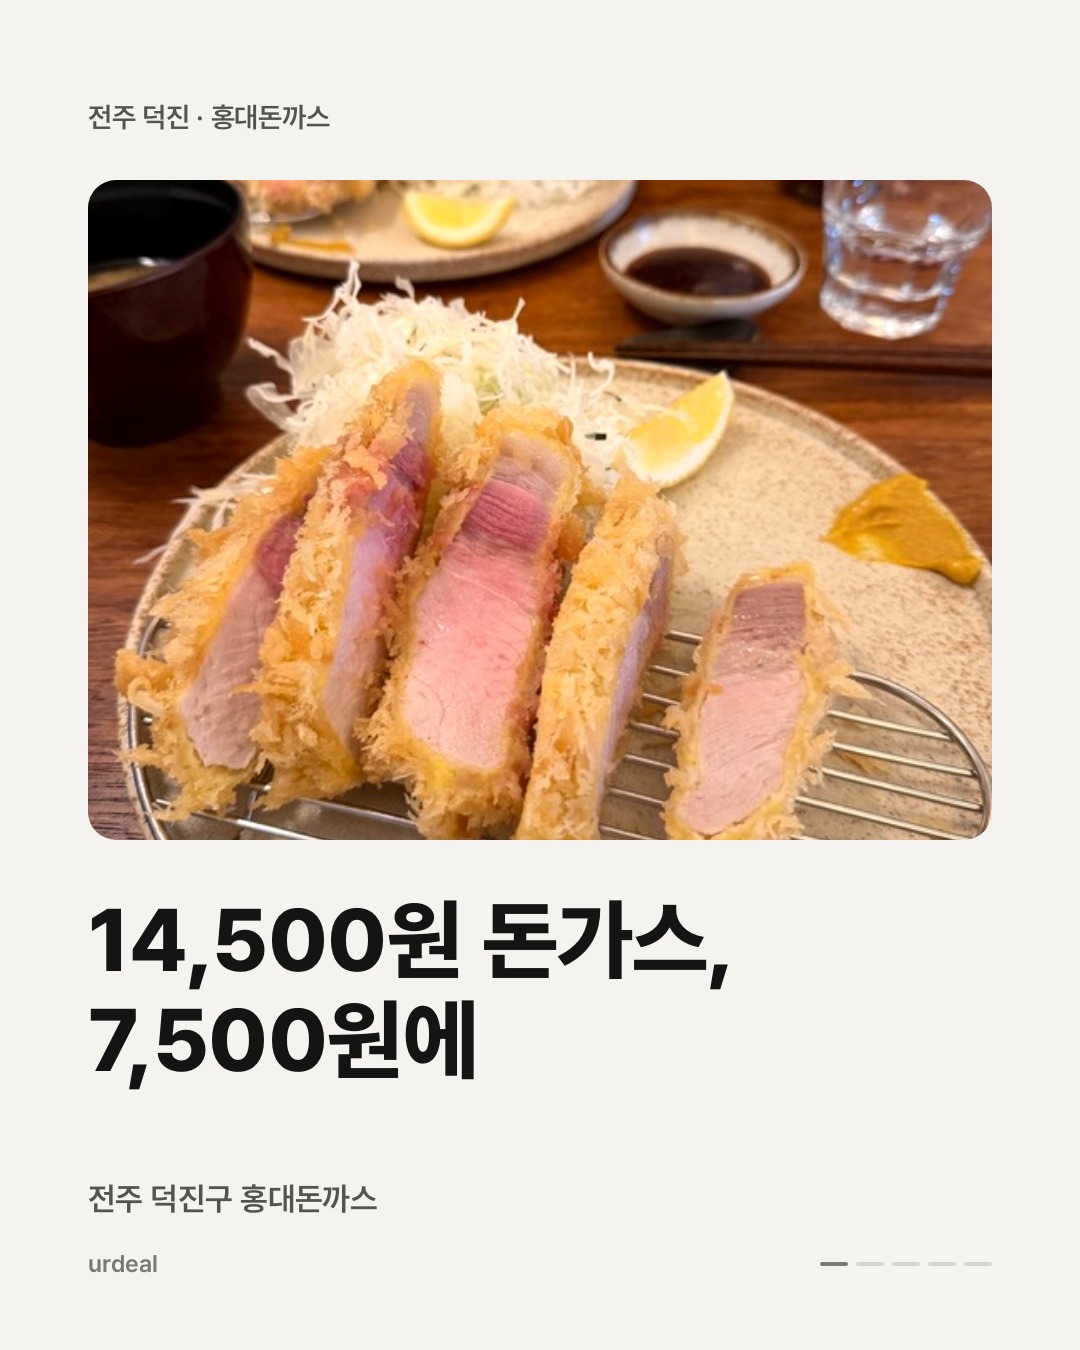 전주 덕진 · 홍대돈까스
14,500원 돈가스,
7,500원에
전주 덕진구 홍대돈까스
urdeal